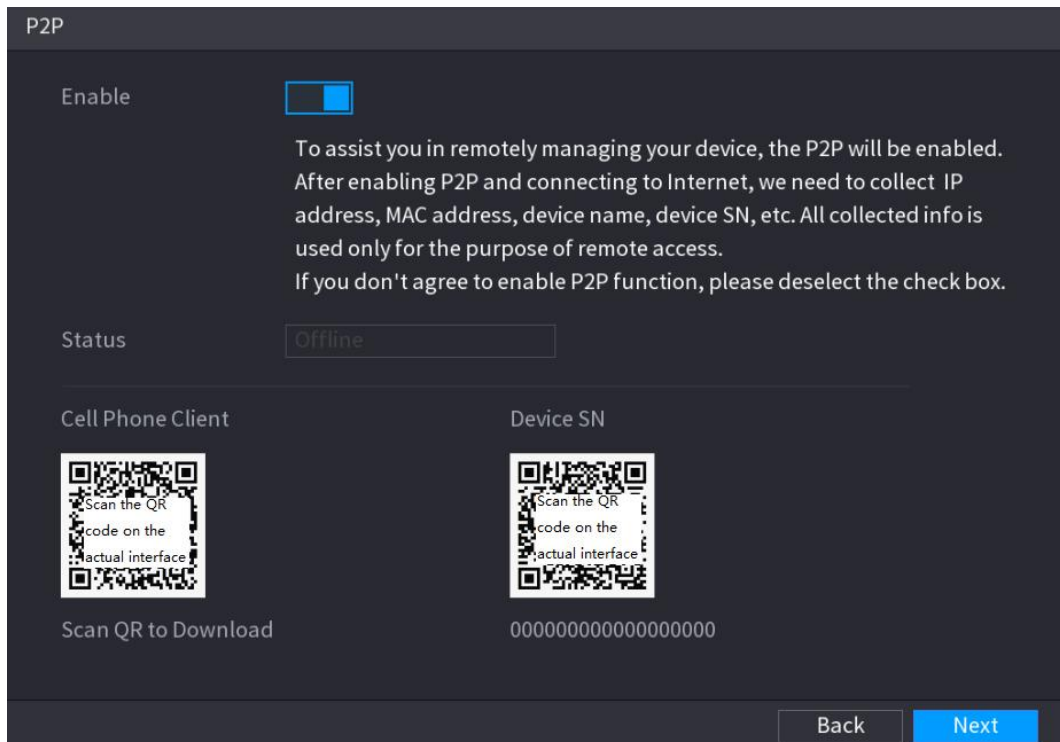 P2P
Enable
To assist you in remotely managing your device, the P2P will be enabled.
After enabling P2P and connecting to Internet, we need to collect IP
address, MAC address, device name, device SN, etc. All collected info is
used only for the purpose of remote access.
If you don't agree to enable P2P function, please deselect the check box.
Status
Offline
Cell Phone Client
Device SN
Scan the QR
code on the
actual interface
Scan the QR
code on the
actual interface
Scan QR to Download
000000000000000000
Back
Next